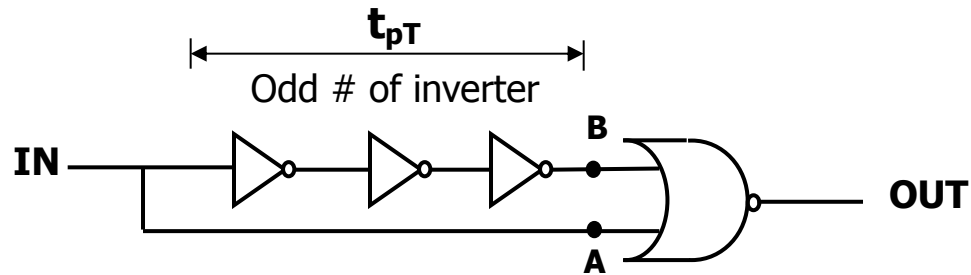 tpT
Odd # of inverter
B
IN
OUT
A